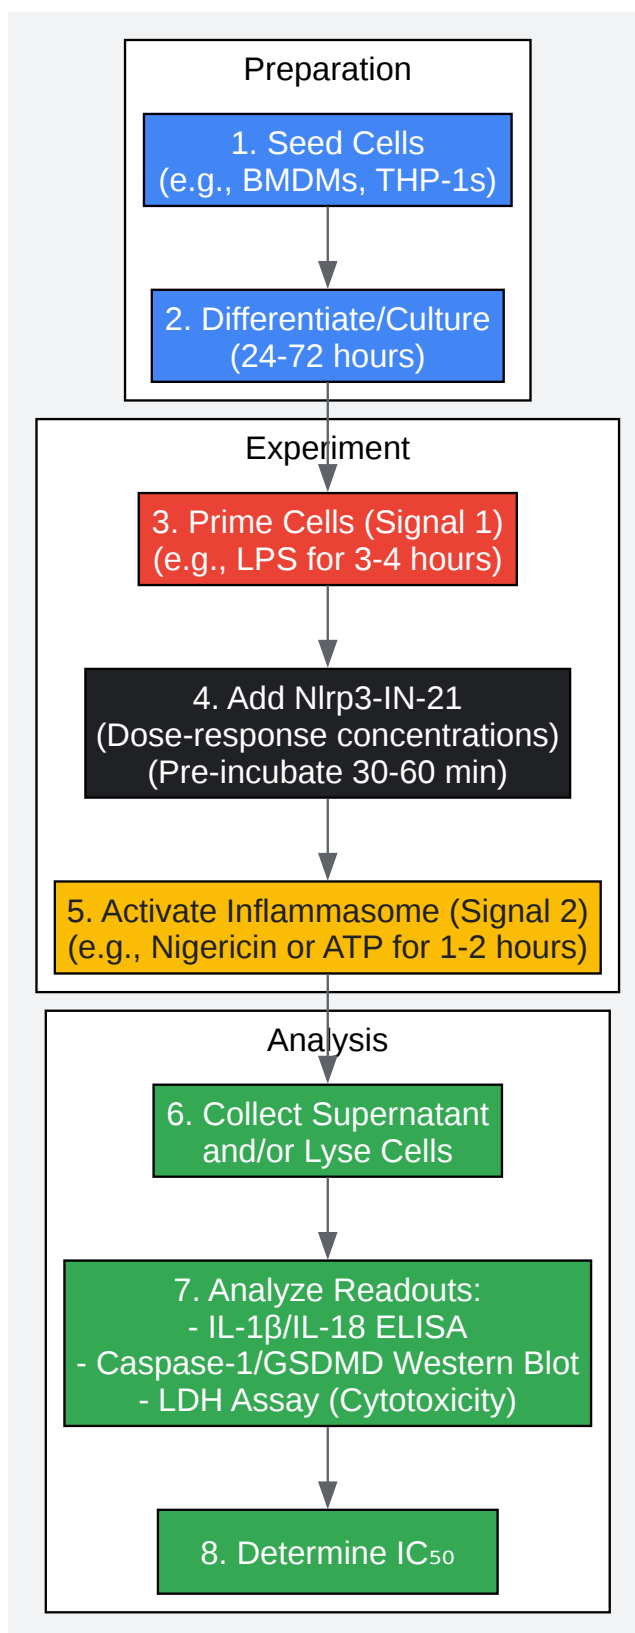 Preparation
1. Seed Cells
(e.g., BMDMs, THP-1s)
2. Differentiate/Culture
(24-72 hours)
Experiment
3. Prime Cells (Signal 1)
(e.g., LPS for 3-4 hours)
4. Add Nlrp3-IN-21
(Dose-response concentrations)
(Pre-incubate 30-60 min)
5. Activate Inflammasome (Signal 2)
(e.g., Nigericin or ATP for 1-2 hours)
Analysis
6. Collect Supernatant
and/or Lyse Cells
7. Analyze Readouts:
- IL-1β/IL-18 ELISA
- Caspase-1/GSDMD Western Blot
- LDH Assay (Cytotoxicity)
8. Determine IC₅₀